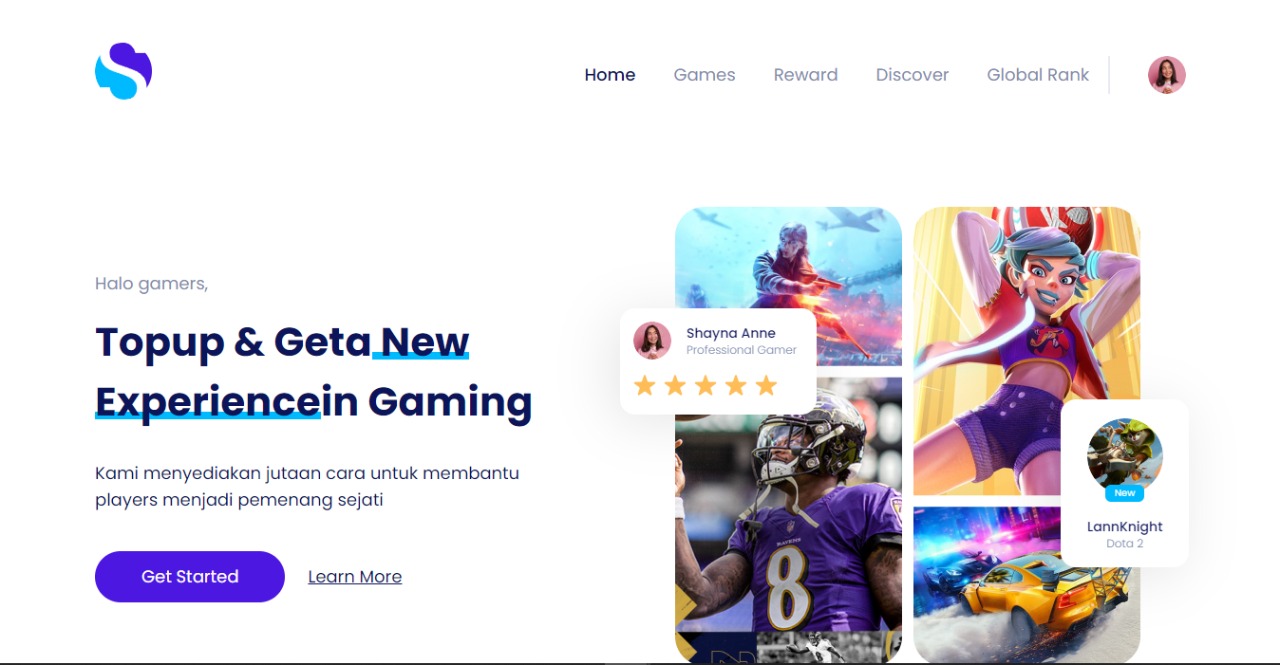 Home Games Reward Discover Global Rank
Halo gamers,
Topup & Geta New
Experiencein Gaming
Kami menyediakan jutaan cara untuk membantu
players menjadi pemenang sejati
Get Started Learn More
Shayna Anne
Professional Gamer
RAVENS
8
New
LannKnight
Dota 2